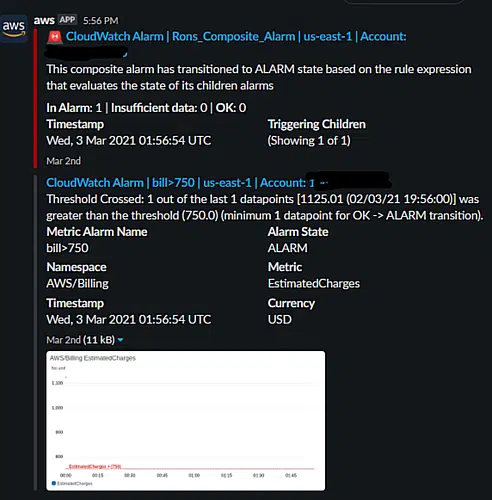 aws
aws APP 5:56 PM
CloudWatch Alarm | Rons_Composite_Alarm | us-east-1 | Account:
This composite alarm has transitioned to ALARM state based on the rule expression
that evaluates the state of its children alarms
In Alarm: 1 | Insufficient data: 0 | OK: 0
Timestamp Triggering Children
Wed, 3 Mar 2021 01:56:54 UTC (Showing 1 of 1)
Mar 2nd
CloudWatch Alarm | bill>750 | us-east-1 | Account: 1
Threshold Crossed: 1 out of the last 1 datapoints [1125.01 (02/03/21 19:56:00)] was
greater than the threshold (750.0) (minimum 1 datapoint for OK -> ALARM transition).
Metric Alarm Name Alarm State
bill>750 ALARM
Namespace Metric
AWS/Billing EstimatedCharges
Timestamp Currency
Wed, 3 Mar 2021 01:56:54 UTC USD
Mar 2nd (11 kB)
AWS/Billing EstimatedCharges
No unit
1,100
1,000
900
800
EstimatedCharges > (750)
00:00 00:15 00:30 00:45 01:00 01:15 01:30 01:45
EstimatedCharges